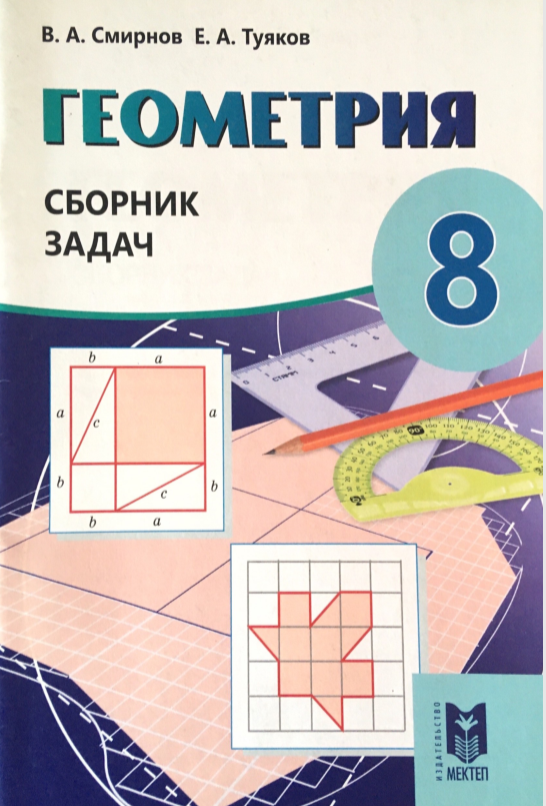 В. А. Смирнов Е. А. Туяков
ГЕОМЕТРИЯ
СБОРНИК
ЗАДАЧ
8
b a
a c a
b c b
b a
ИЗДАТЕЛЬСТВО
МЕКТЕП